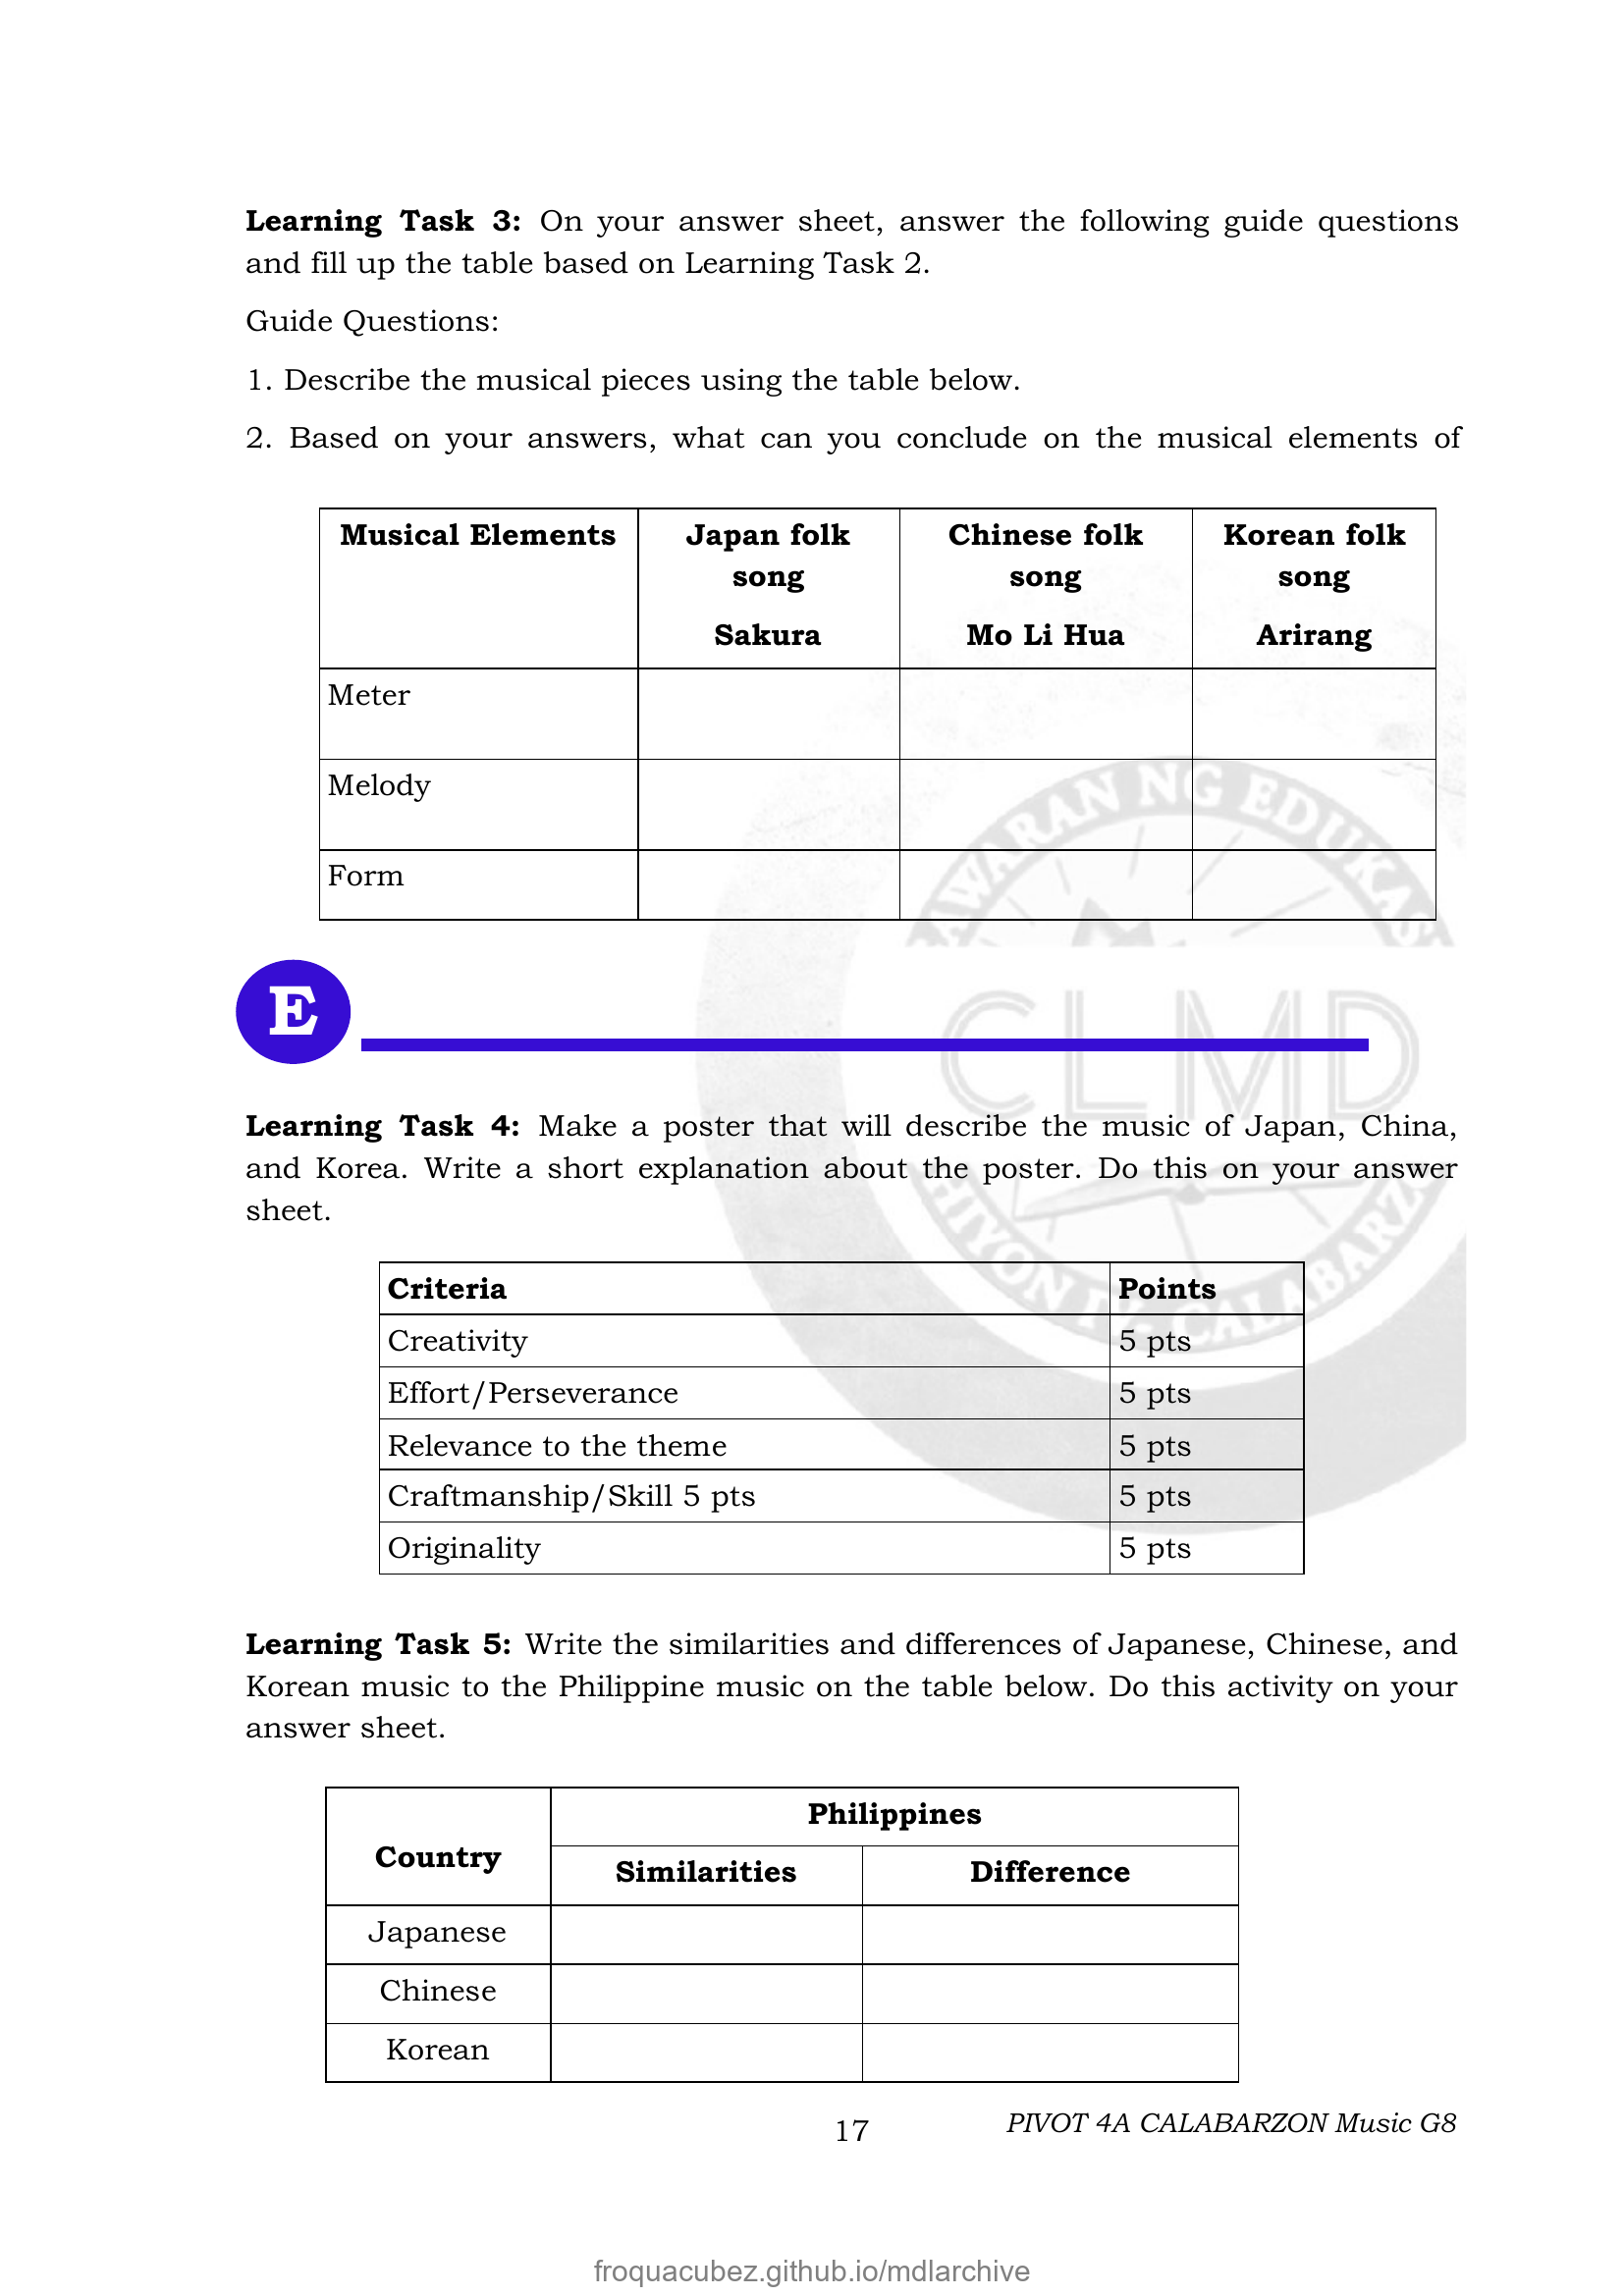 Learning Task 3: On your answer sheet, answer the following guide questions
and fill up the table based on Learning Task 2.
Guide Questions:
1. Describe the musical pieces using the table below.
2. Based on your answers, what can you conclude on the musical elements of
Musical Elements
Japan folk
song
Sakura
Chinese folk
song
Mo Li Hua
Korean folk
song
Arirang
Meter
Melody
Form
E
CLMD
Learning Task 4: Make a poster that will describe the music of Japan, China,
and Korea. Write a short explanation about the poster. Do this on your answer
sheet.
Criteria Points
Creativity 5 pts
Effort/Perseverance 5 pts
Relevance to the theme 5 pts
Craftmanship/Skill 5 pts 5 pts
Originality 5 pts
Learning Task 5: Write the similarities and differences of Japanese, Chinese, and
Korean music to the Philippine music on the table below. Do this activity on your
answer sheet.
Country
Philippines
Similarities Difference
Japanese
Chinese
Korean
17
PIVOT 4A CALABARZON Music G8
froquacubez.github.io/mdlarchive